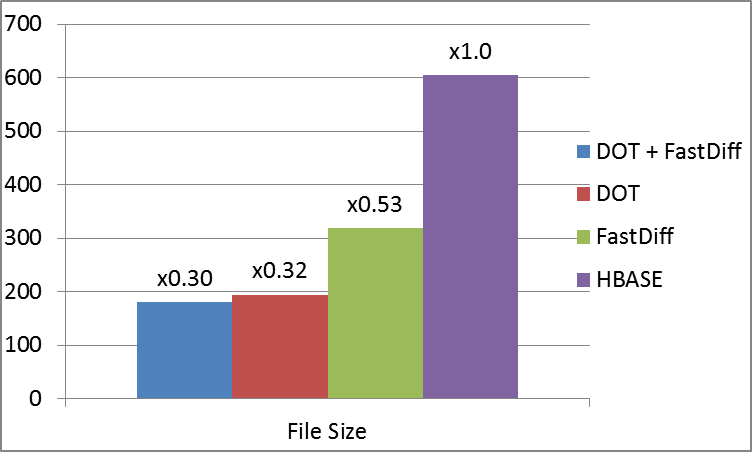 700
600
500
400
300
200
100
0
x0.30
x0.32
x0.53
x1.0
File Size
DOT + FastDiff
DOT
FastDiff
HBASE